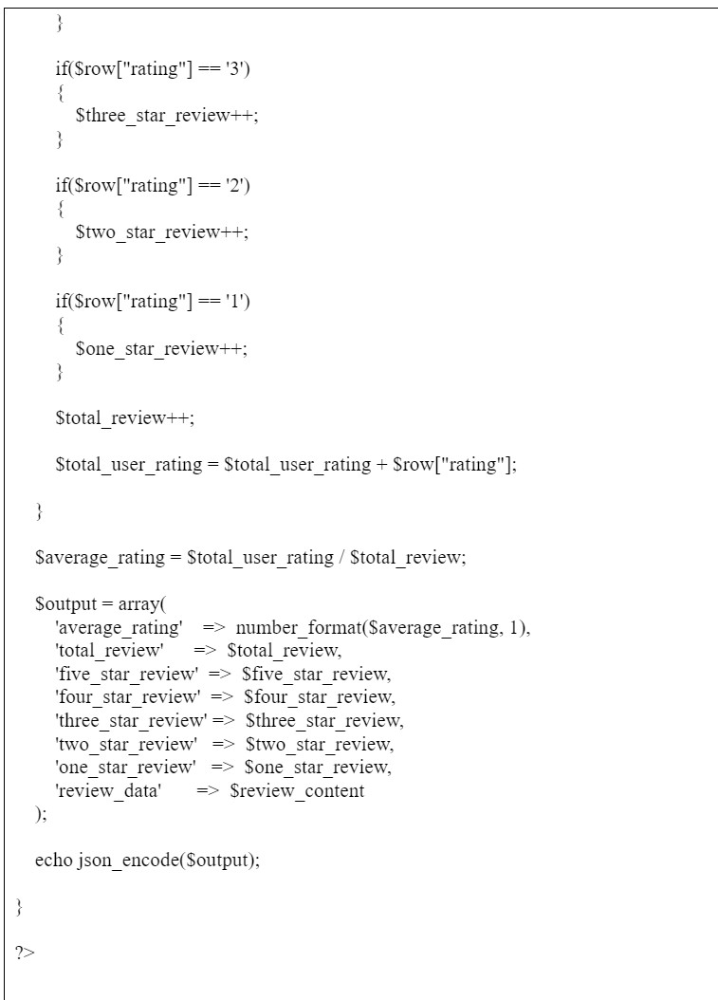 }
if($row["rating"] == '3')
{
$three_star_review++;
}
if($row["rating"] == '2')
{
$two_star_review++;
}
if($row["rating"] == '1')
{
$one_star_review++;
}
$total_review++;
$total_user_rating = $total_user_rating + $row["rating"];
}
$average_rating = $total_user_rating / $total_review;
$output = array(
'average_rating' => number_format($average_rating, 1),
'total_review' => $total_review,
'five_star_review' => $five_star_review,
'four_star_review' => $four_star_review,
'three_star_review' => $three_star_review,
'two_star_review' => $two_star_review,
'one_star_review' => $one_star_review,
'review_data' => $review_content
);
echo json_encode($output);
}
?>